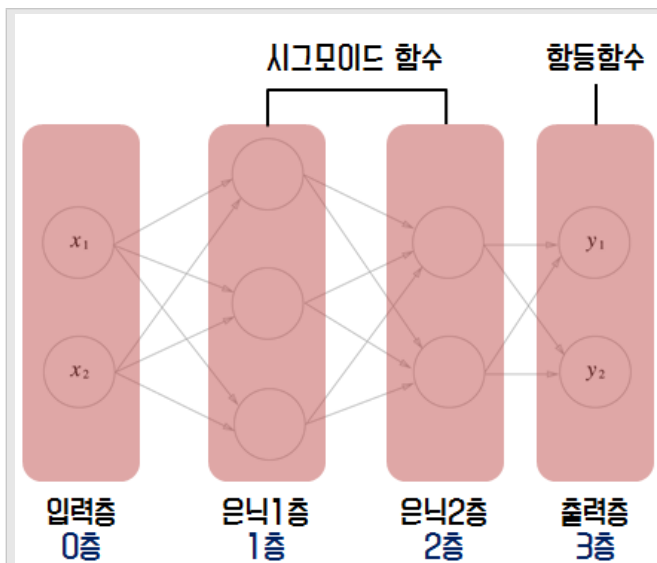 시그모이드 함수
항등함수
x₁
y₁
x₂
y₂
입력층
은닉1층
은닉2층
출력층
0층
1층
2층
3층